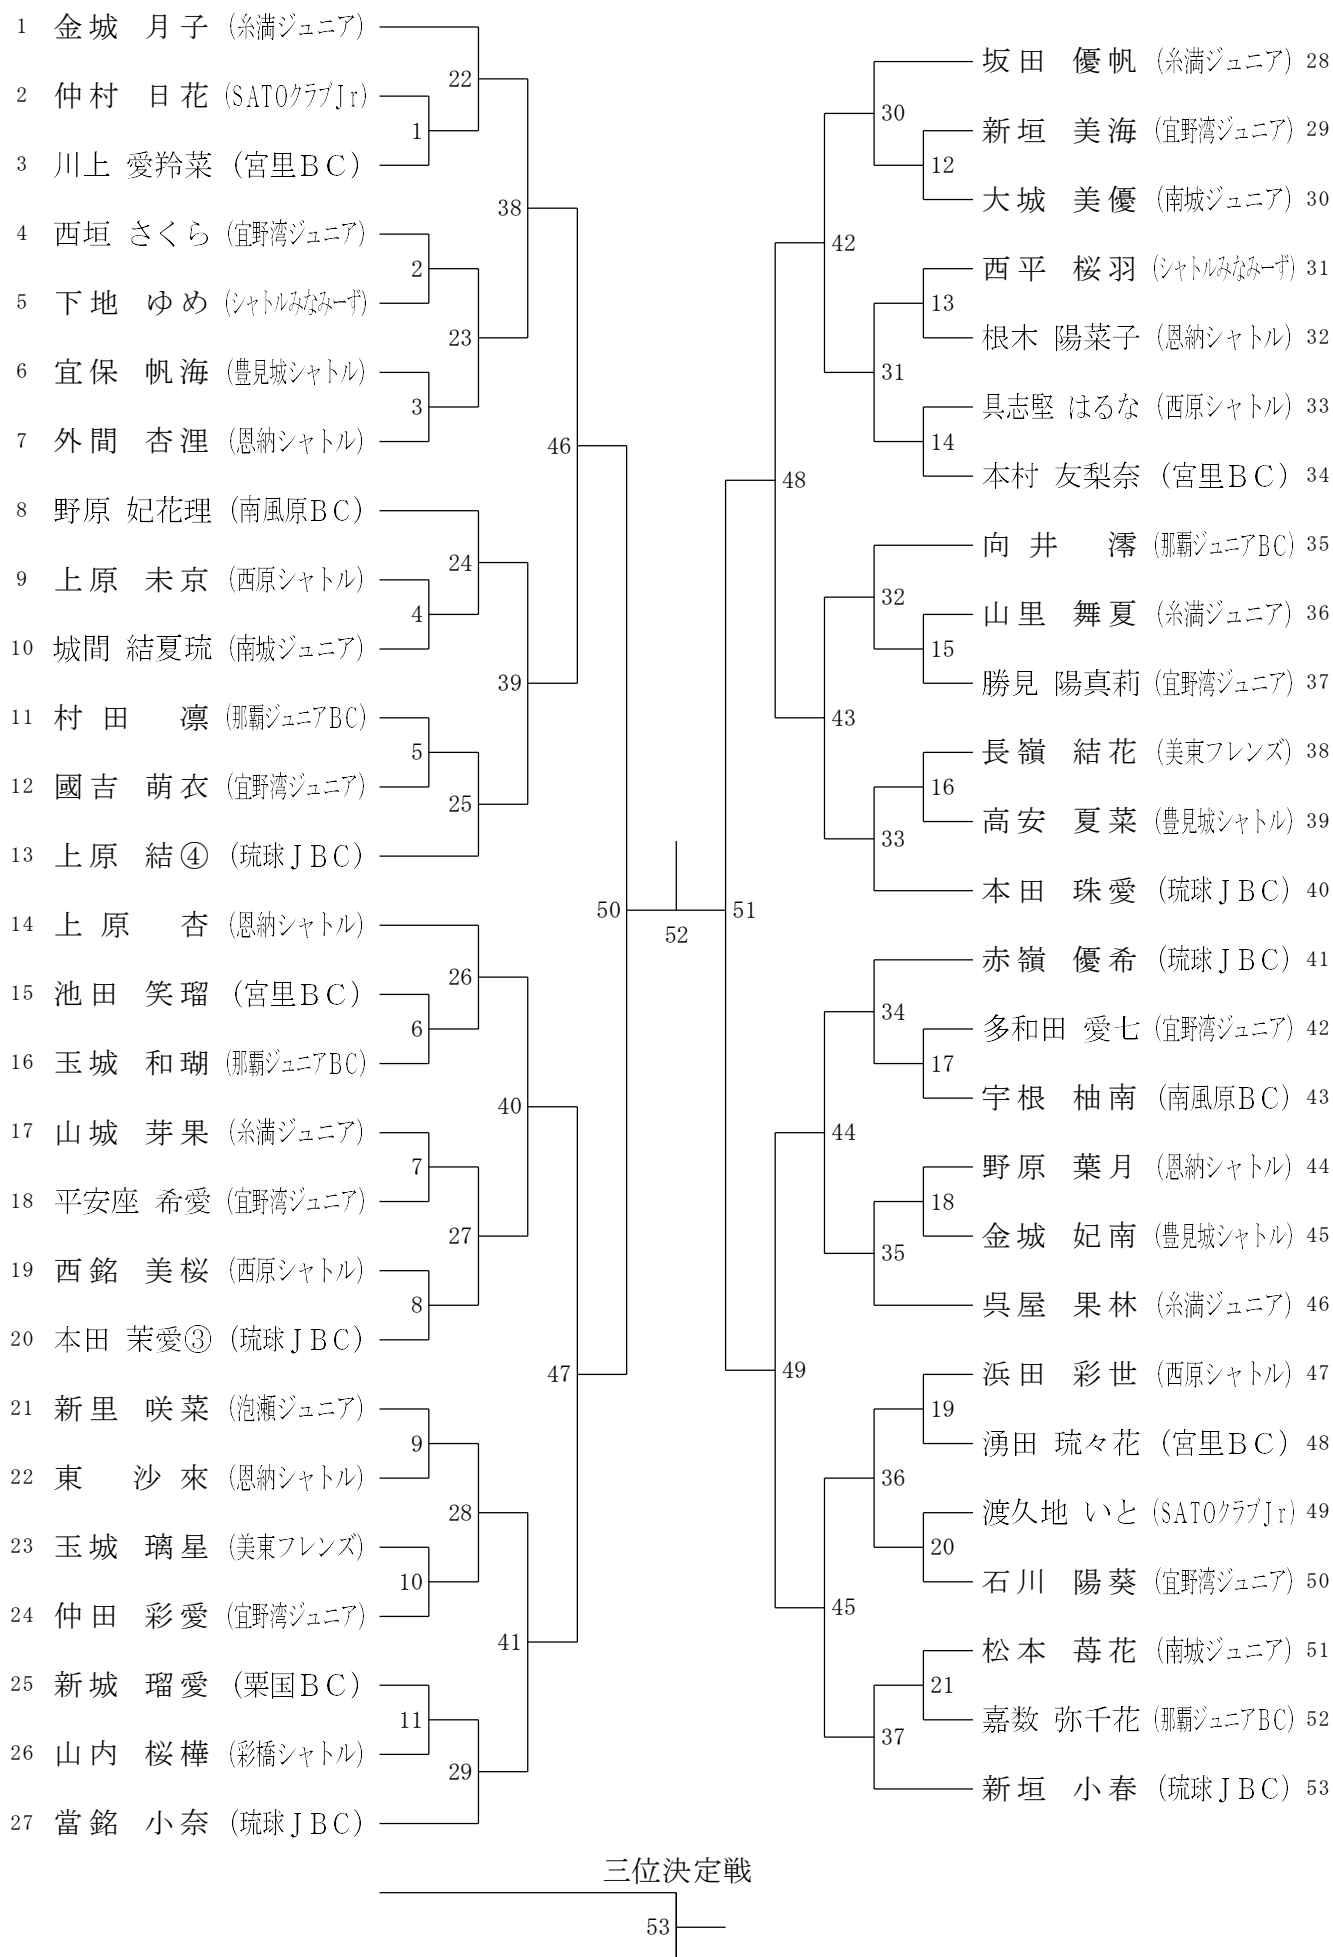 1 金城 月子 (糸満ジュニア)
2 仲村 日花 (SATOクラブJr)
3 川上 愛羚菜 (宮里BC)
4 西垣 さくら (宜野湾ジュニア)
5 下地 ゆめ (シャトルみなみーず)
6 宜保 帆海 (豊見城シャトル)
7 外間 杏浬 (恩納シャトル)
8 野原 妃花理 (南風原BC)
9 上原 未京 (西原シャトル)
10 城間 結夏琉 (南城ジュニア)
11 村田 凛 (那覇ジュニアBC)
12 國吉 萌衣 (宜野湾ジュニア)
13 上原 結④ (琉球JBC)
14 上原 杏 (恩納シャトル)
15 池田 笑瑠 (宮里BC)
16 玉城 和瑚 (那覇ジュニアBC)
17 山城 芽果 (糸満ジュニア)
18 平安座 希愛 (宜野湾ジュニア)
19 西銘 美桜 (西原シャトル)
20 本田 茉愛③ (琉球JBC)
21 新里 咲菜 (泡瀬ジュニア)
22 東 沙來 (恩納シャトル)
23 玉城 璃星 (美東フレンズ)
24 仲田 彩愛 (宜野湾ジュニア)
25 新城 瑠愛 (粟国BC)
26 山内 桜樺 (彩橋シャトル)
27 當銘 小奈 (琉球JBC)
1
2
3
4
5
6
7
8
9
10
11
22
23
24
25
26
27
28
29
38
39
40
41
46
47
50
52
51
48
49
42
43
44
45
30
31
32
33
34
35
36
37
12
13
14
15
16
17
18
19
20
21
坂田 優帆 (糸満ジュニア) 28
新垣 美海 (宜野湾ジュニア) 29
大城 美優 (南城ジュニア) 30
西平 桜羽 (シャトルみなみーず) 31
根木 陽菜子 (恩納シャトル) 32
具志堅 はるな (西原シャトル) 33
本村 友梨奈 (宮里BC) 34
向井 澪 (那覇ジュニアBC) 35
山里 舞夏 (糸満ジュニア) 36
勝見 陽真莉 (宜野湾ジュニア) 37
長嶺 結花 (美東フレンズ) 38
高安 夏菜 (豊見城シャトル) 39
本田 珠愛 (琉球JBC) 40
赤嶺 優希 (琉球JBC) 41
多和田 愛七 (宜野湾ジュニア) 42
宇根 柚南 (南風原BC) 43
野原 葉月 (恩納シャトル) 44
金城 妃南 (豊見城シャトル) 45
呉屋 果林 (糸満ジュニア) 46
浜田 彩世 (西原シャトル) 47
湧田 琉々花 (宮里BC) 48
渡久地 いと (SATOクラブJr) 49
石川 陽葵 (宜野湾ジュニア) 50
松本 苺花 (南城ジュニア) 51
嘉数 弥千花 (那覇ジュニアBC) 52
新垣 小春 (琉球JBC) 53
三位決定戦
53